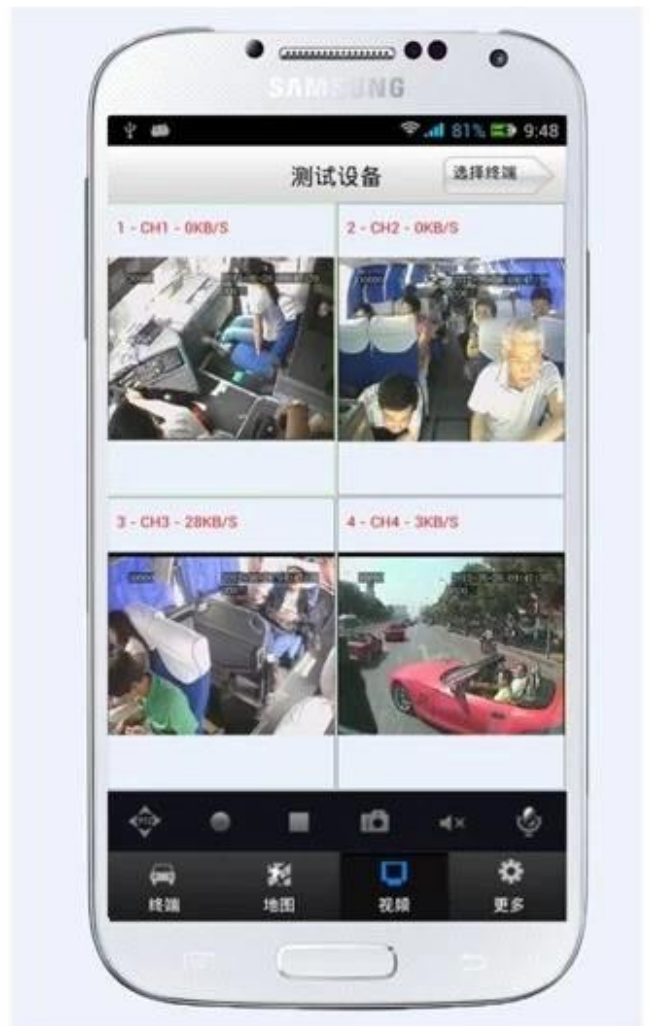 SAMSUNG
81% 9:48
测试设备
选择终端
1 - CH1 - 0KB/S
2 - CH2 - 0KB/S
3 - CH3 - 28KB/S
4 - CH4 - 3KB/S
终端
地图
视频
更多